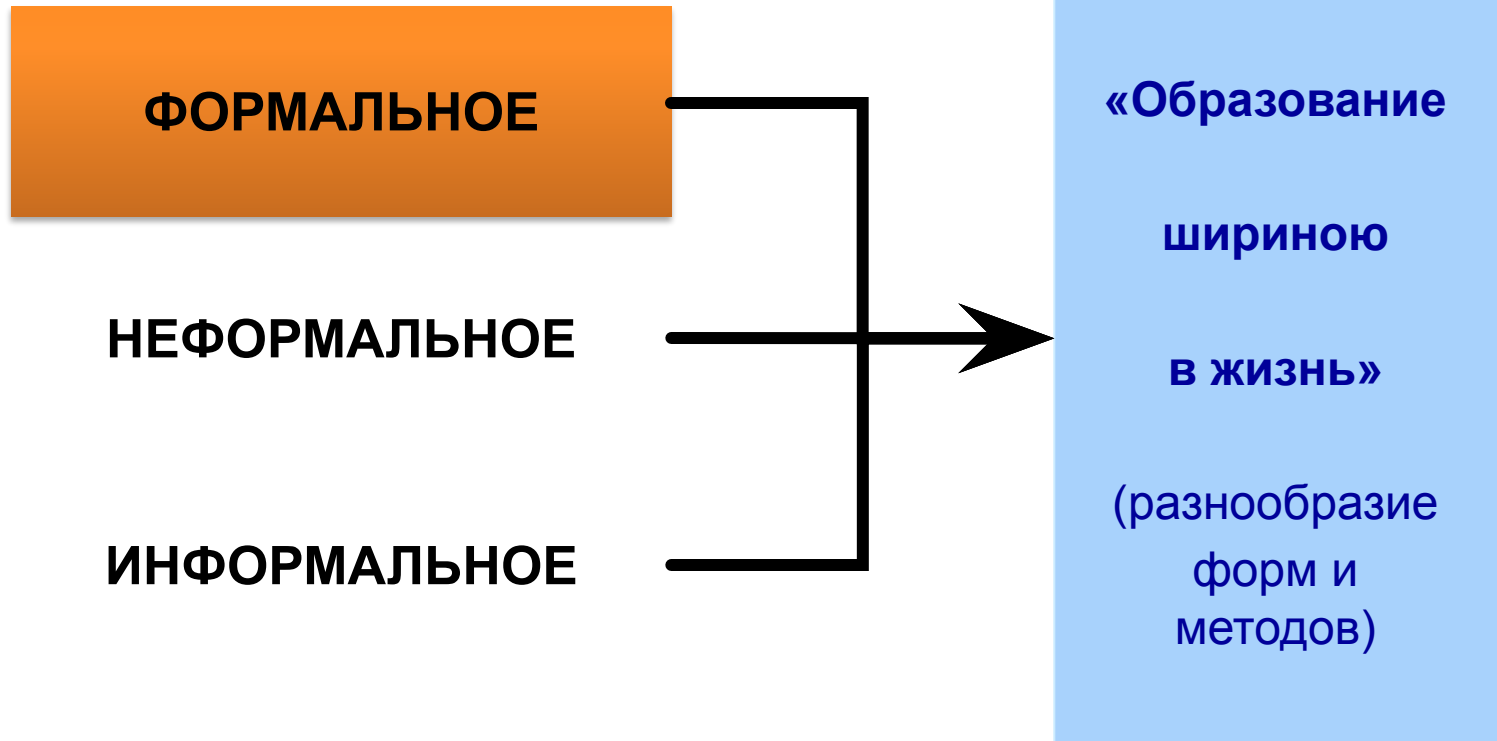 ФОРМАЛЬНОЕ
НЕФОРМАЛЬНОЕ
ИНФОРМАЛЬНОЕ
«Образование
шириною
в жизнь»
(разнообразие
форм и
методов)